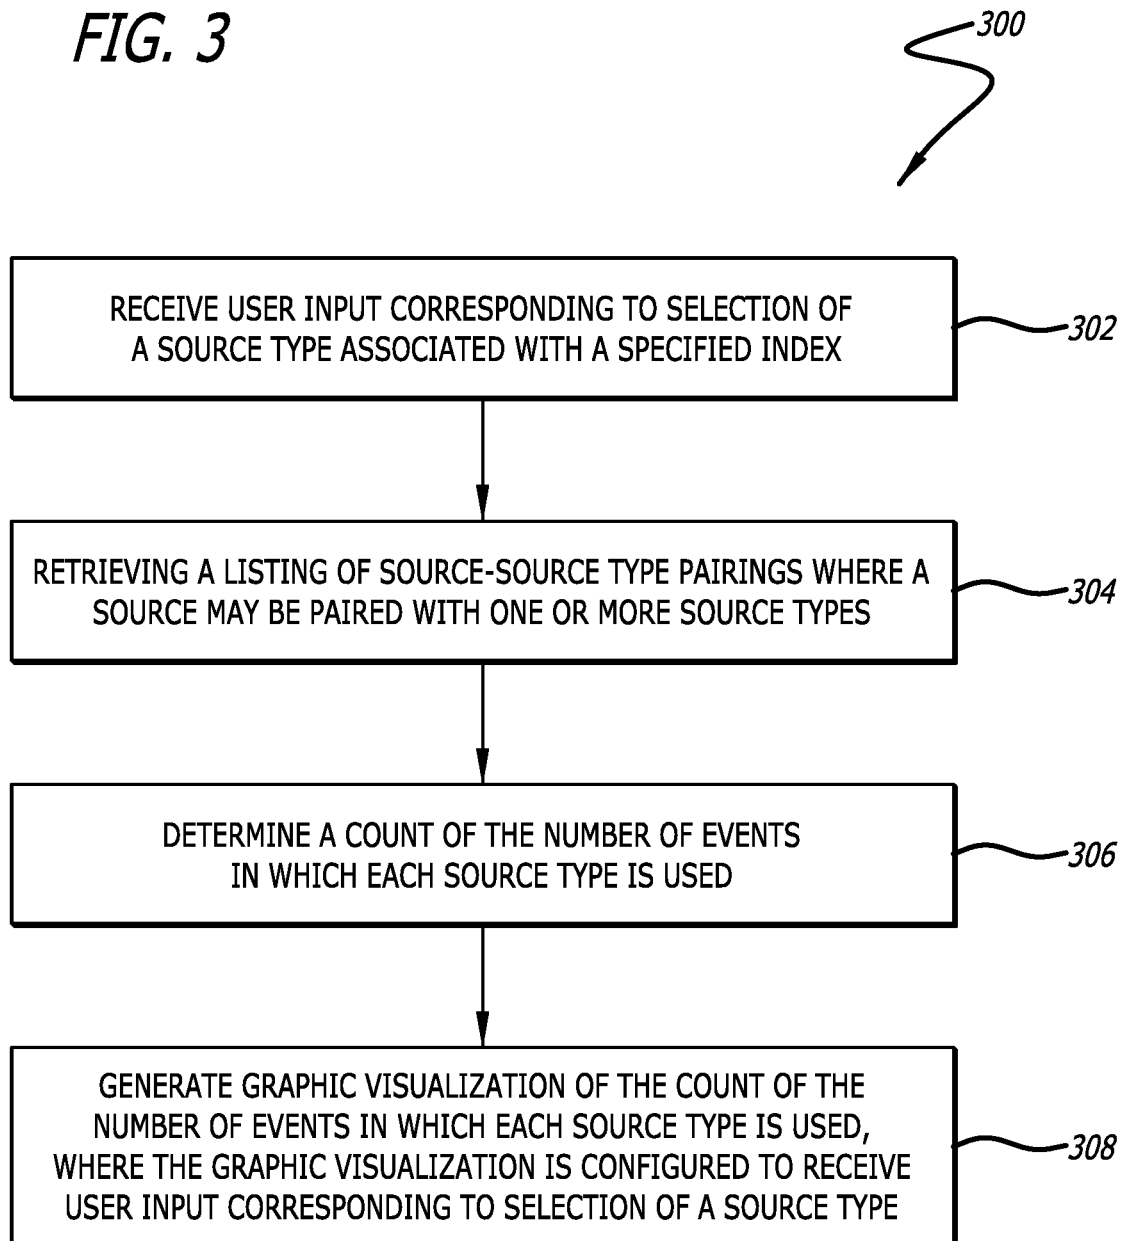 FIG. 3
300
RECEIVE USER INPUT CORRESPONDING TO SELECTION OF
A SOURCE TYPE ASSOCIATED WITH A SPECIFIED INDEX
302
RETRIEVING A LISTING OF SOURCE-SOURCE TYPE PAIRINGS WHERE A
SOURCE MAY BE PAIRED WITH ONE OR MORE SOURCE TYPES
304
DETERMINE A COUNT OF THE NUMBER OF EVENTS
IN WHICH EACH SOURCE TYPE IS USED
306
GENERATE GRAPHIC VISUALIZATION OF THE COUNT OF THE
NUMBER OF EVENTS IN WHICH EACH SOURCE TYPE IS USED,
WHERE THE GRAPHIC VISUALIZATION IS CONFIGURED TO RECEIVE
USER INPUT CORRESPONDING TO SELECTION OF A SOURCE TYPE
308